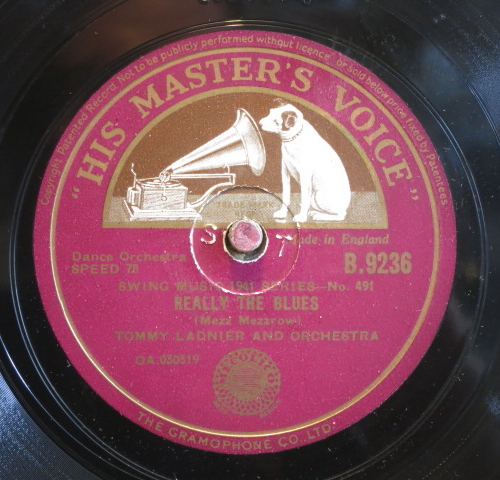 Copyright. Patented Record. Not to be publicly performed without licence, or sold below price fixed by Patentees.
"HIS MASTER'S VOICE"
TRADE MARK
S T
Made in England
Dance Orchestra
SPEED 78
B.9236
SWING MUSIC 1941 SERIES—No. 491
REALLY THE BLUES
(Mezz Mezzrow)
TOMMY LADNIER AND ORCHESTRA
OA.030819
THE GRAMOPHONE CO. LTD.